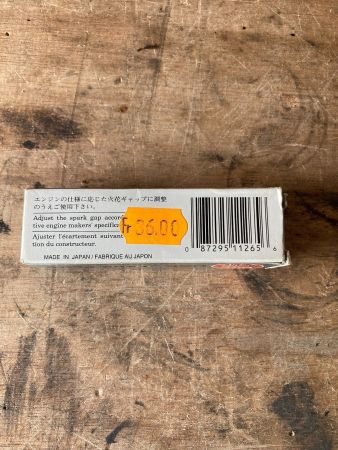 エンジンの仕様に応じた火花ギャップに調整
のうえご使用下さい。
Adjust the spark gap accord
tive engine makers' specific
Ajuster l'écartement suivant
tion du constructeur.
MADE IN JAPAN / FABRIQUE AU JAPON
Fr 36.00
0 87295 11265 6